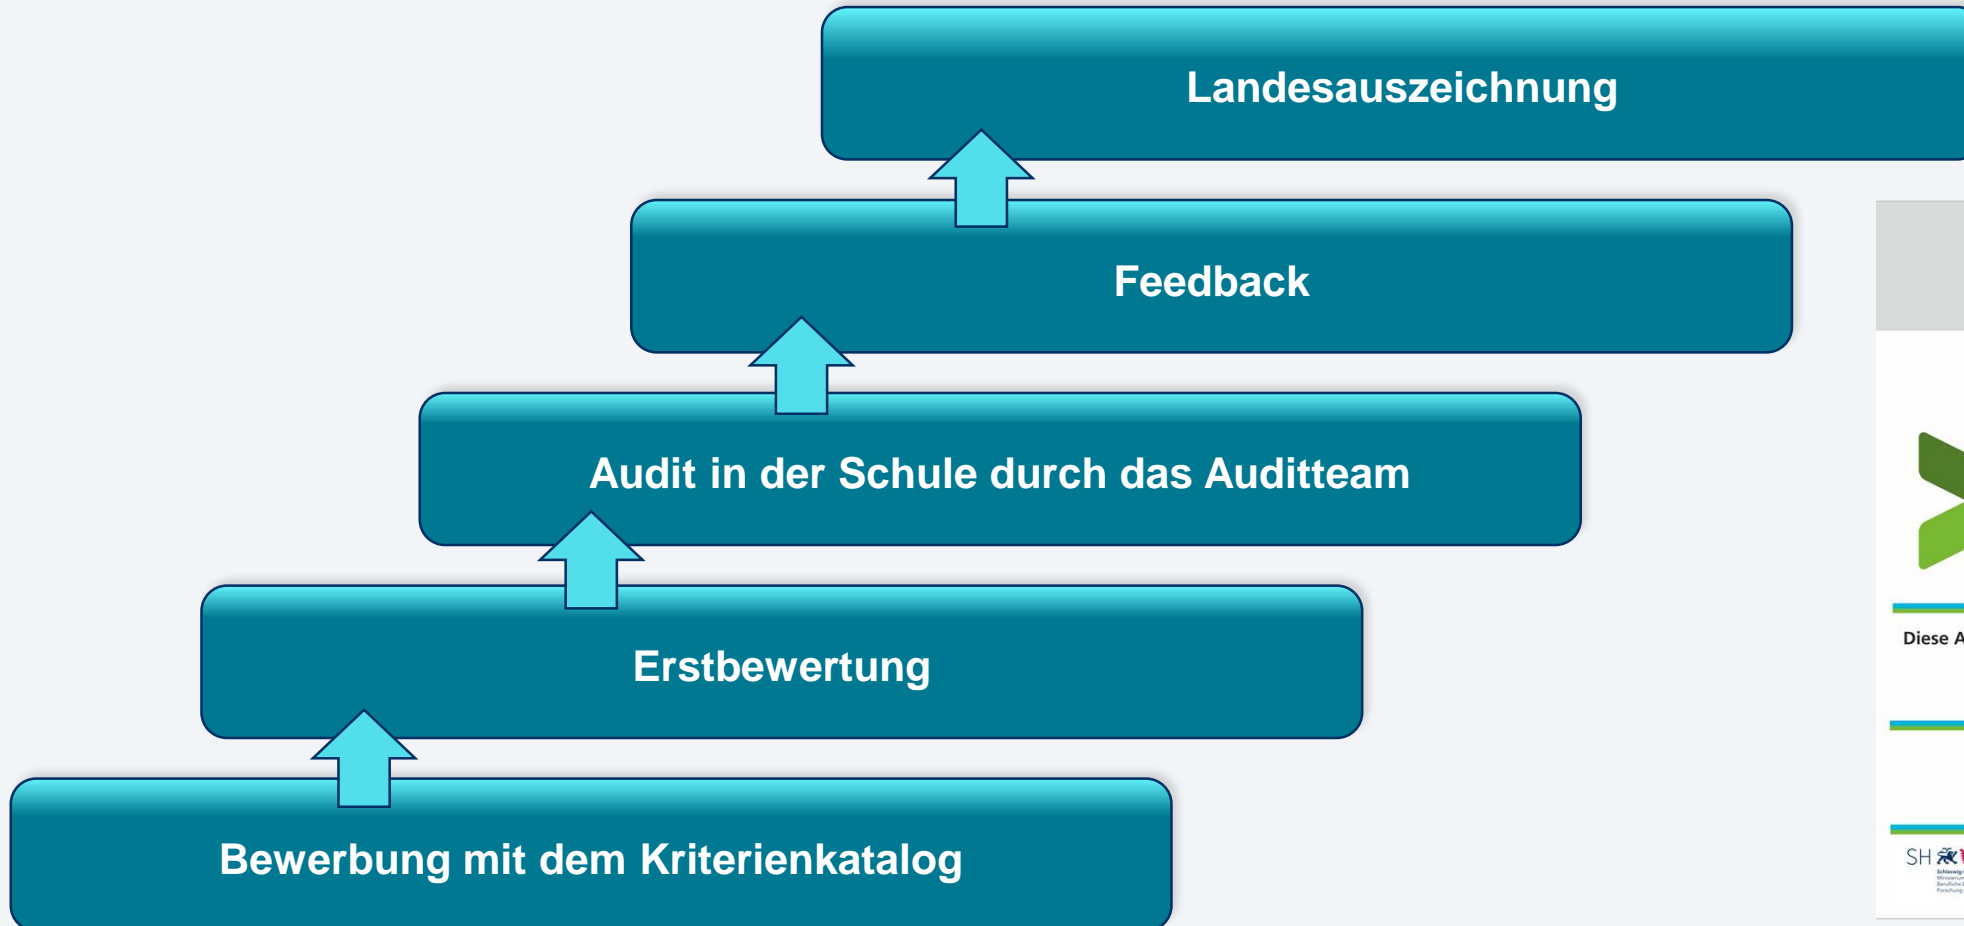 Landesauszeichnung
Feedback
Audit in der Schule durch das Auditteam
Erstbewertung
Bewerbung mit dem Kriterienkatalog
Diese A
SH